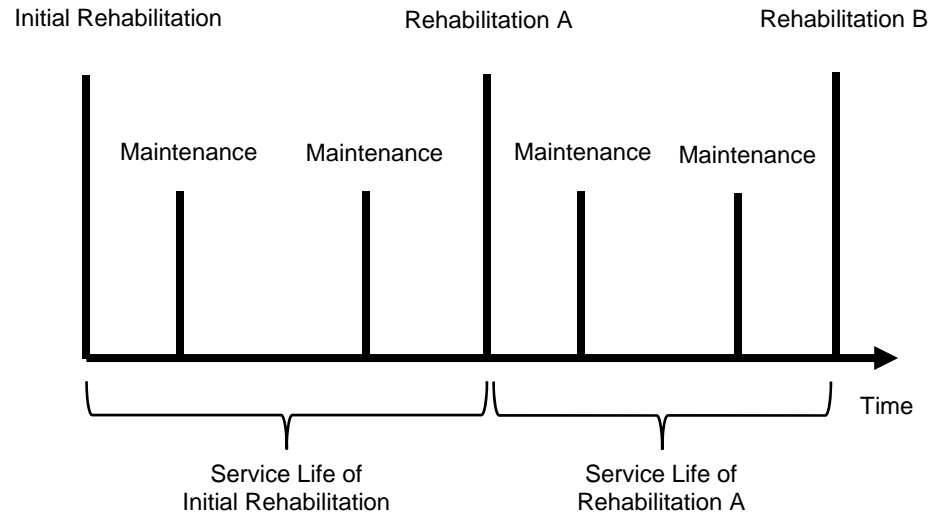 Initial Rehabilitation
Rehabilitation A
Rehabilitation B
Maintenance
Maintenance
Maintenance
Maintenance
Time
Service Life of
Initial Rehabilitation
Service Life of
Rehabilitation A